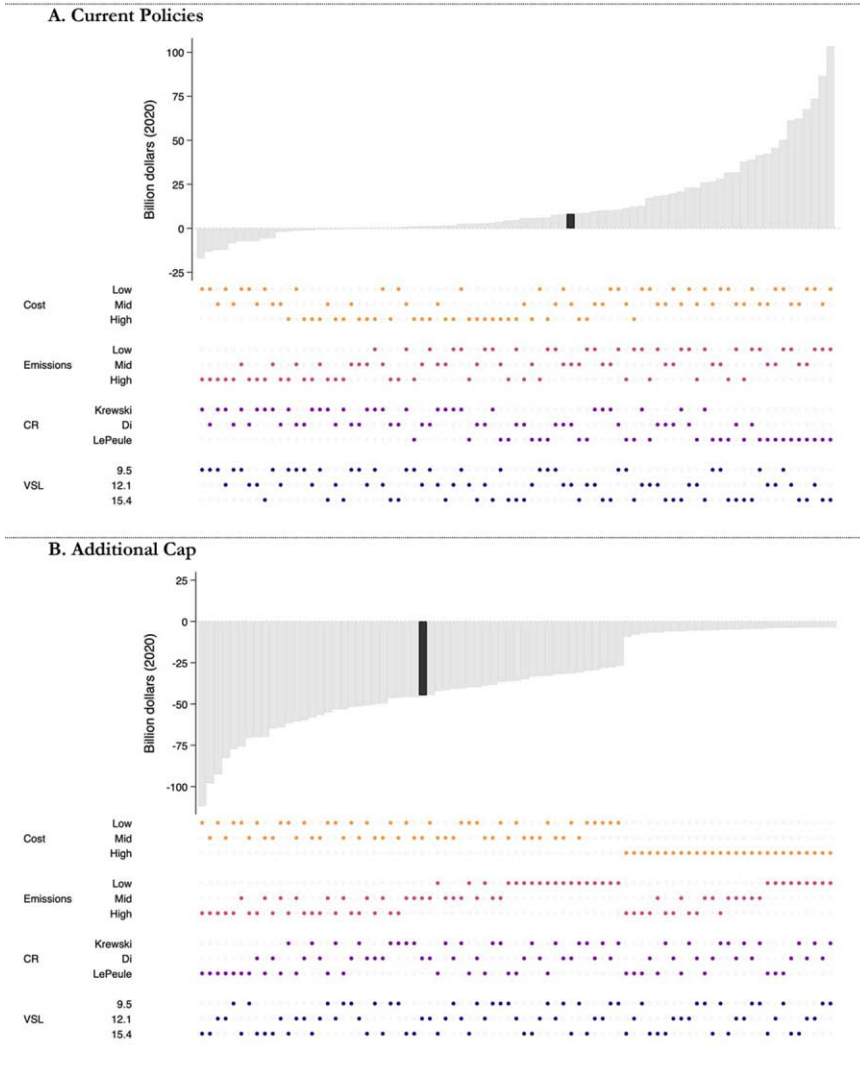 A. Current Policies
100
75
50
25
0
-25
Billion dollars (2020)
Low
Cost Mid
High
Low
Emissions Mid
High
Krewski
CR Di
LePeule
9.5
VSL 12.1
15.4
B. Additional Cap
25
0
-25
-50
-75
-100
Billion dollars (2020)
Low
Cost Mid
High
Low
Emissions Mid
High
Krewski
CR Di
LePeule
9.5
VSL 12.1
15.4